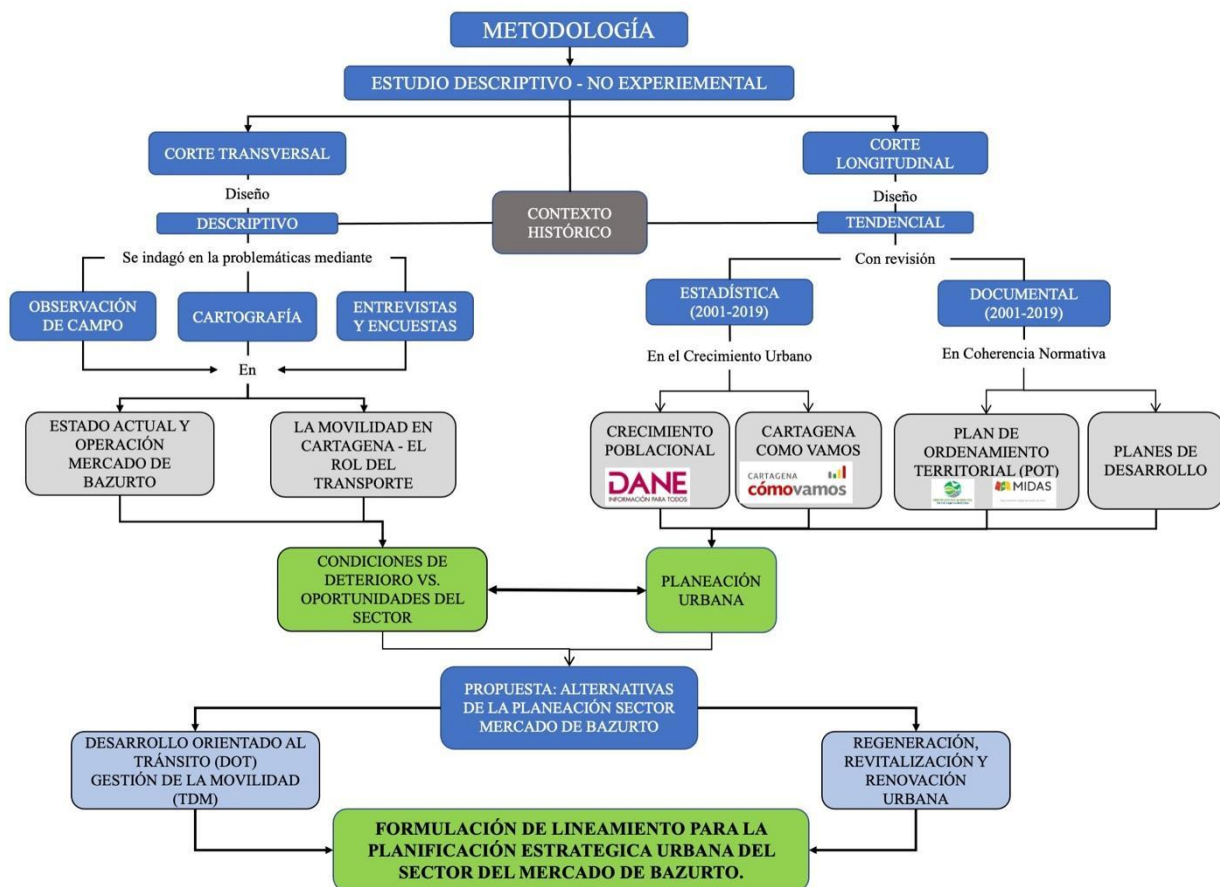 METODOLOGÍA
ESTUDIO DESCRIPTIVO - NO EXPERIEMENTAL
CORTE TRANSVERSAL
CORTE
LONGITUDINAL
Diseño
Diseño
CONTEXTO
HISTÓRICO
DESCRIPTIVO
TENDENCIAL
Se indagó en la problemáticas mediante
Con revisión
OBSERVACIÓN
DE CAMPO
CARTOGRAFÍA
ENTREVISTAS
Y ENCUESTAS
ESTADÍSTICA
(2001-2019)
DOCUMENTAL
(2001-2019)
En
En el Crecimiento Urbano
En Coherencia Normativa
ESTADO ACTUAL Y
OPERACIÓN
MERCADO DE
BAZURTO
LA MOVILIDAD EN
CARTAGENA - EL
ROL DEL
TRANSPORTE
CRECIMIENTO
POBLACIONAL
DANE
INFORMACIÓN PARA TODOS
CARTAGENA
COMO VAMOS
CARTAGENA
cómovamos
PLAN DE
ORDENAMIENTO
TERRITORIAL (POT)
MIDAS
PLANES DE
DESARROLLO
CONDICIONES DE
DETERIORO VS.
OPORTUNIDADES DEL
SECTOR
PLANEACIÓN
URBANA
PROPUESTA: ALTERNATIVAS
DE LA PLANEACIÓN SECTOR
MERCADO DE BAZURTO
DESARROLLO ORIENTADO AL
TRÁNSITO (DOT)
GESTIÓN DE LA MOVILIDAD
(TDM)
REGENERACIÓN,
REVITALIZACIÓN Y
RENOVACIÓN
URBANA
FORMULACIÓN DE LINEAMIENTO PARA LA
PLANIFICACIÓN ESTRATEGICA URBANA DEL
SECTOR DEL MERCADO DE BAZURTO.